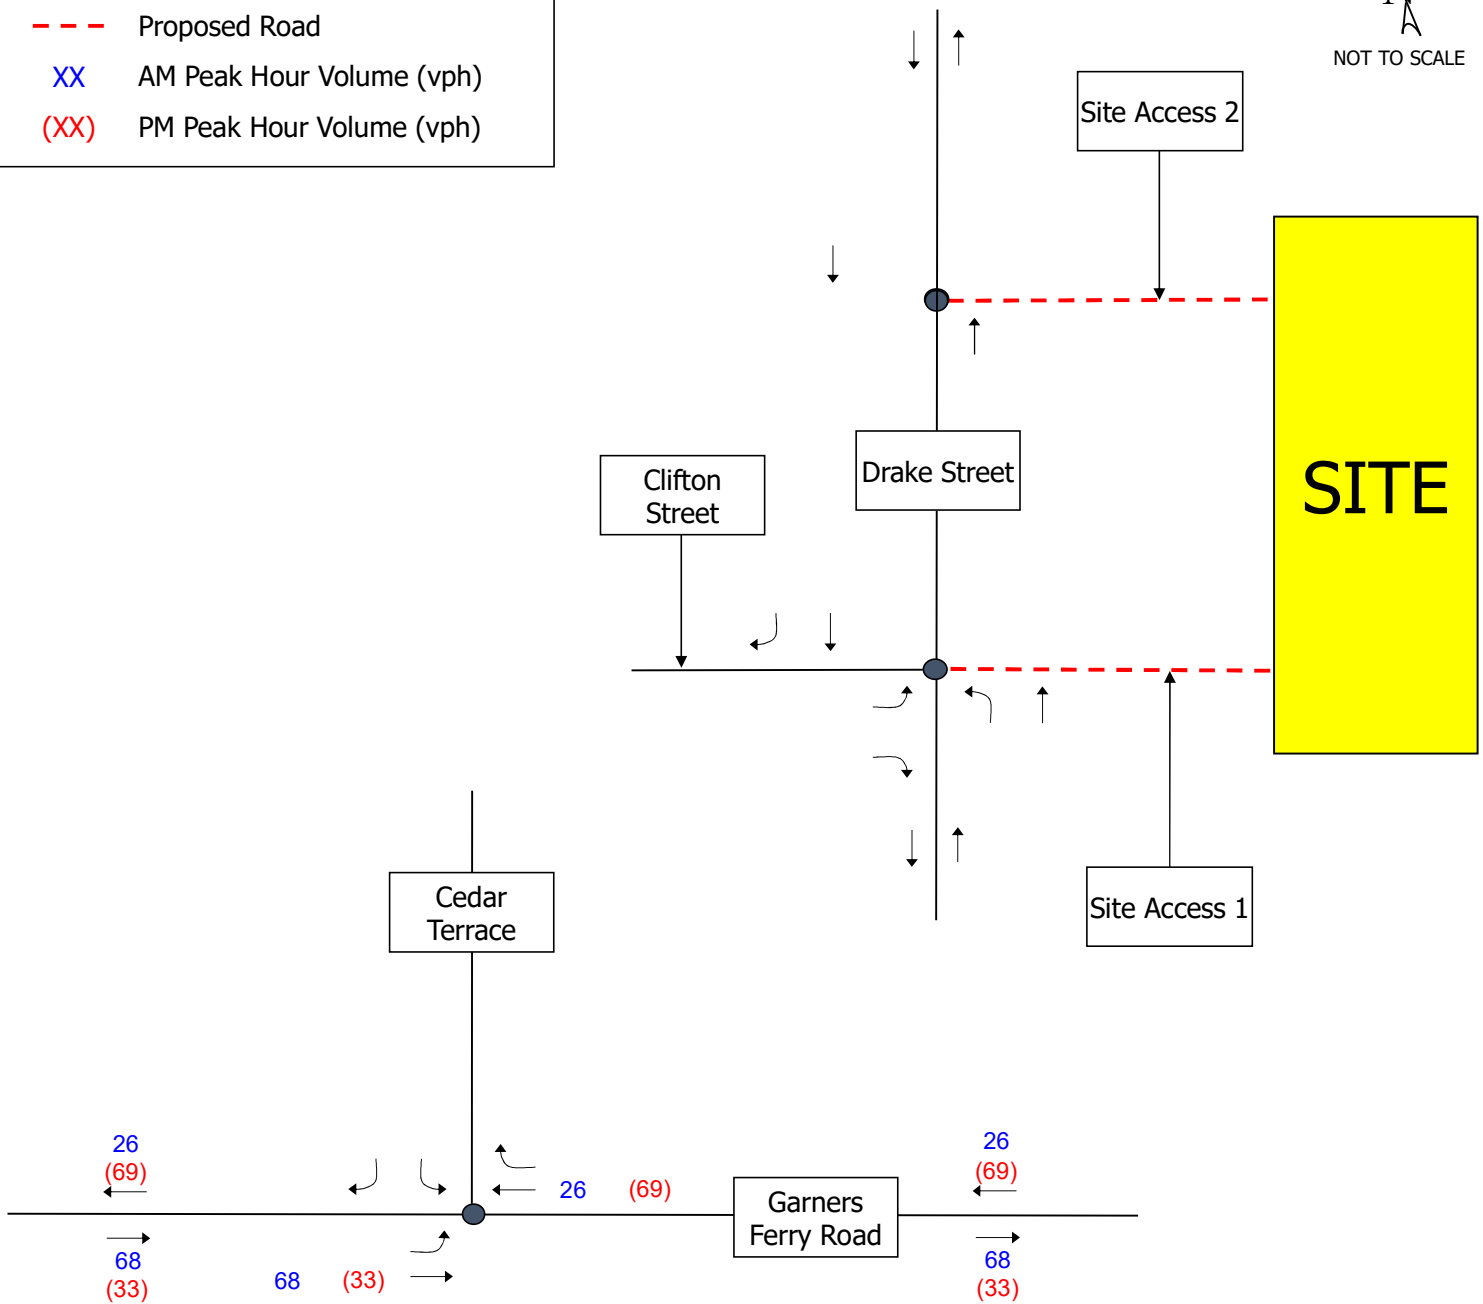 Proposed Road
XX AM Peak Hour Volume (vph)
(XX) PM Peak Hour Volume (vph)
NOT TO SCALE
Site Access 2
SITE
Drake Street
Clifton
Street
Site Access 1
Cedar
Terrace
26
(69)
26
(69)
26 (69)
Garners
Ferry Road
68
(33)
68 (33)
68
(33)